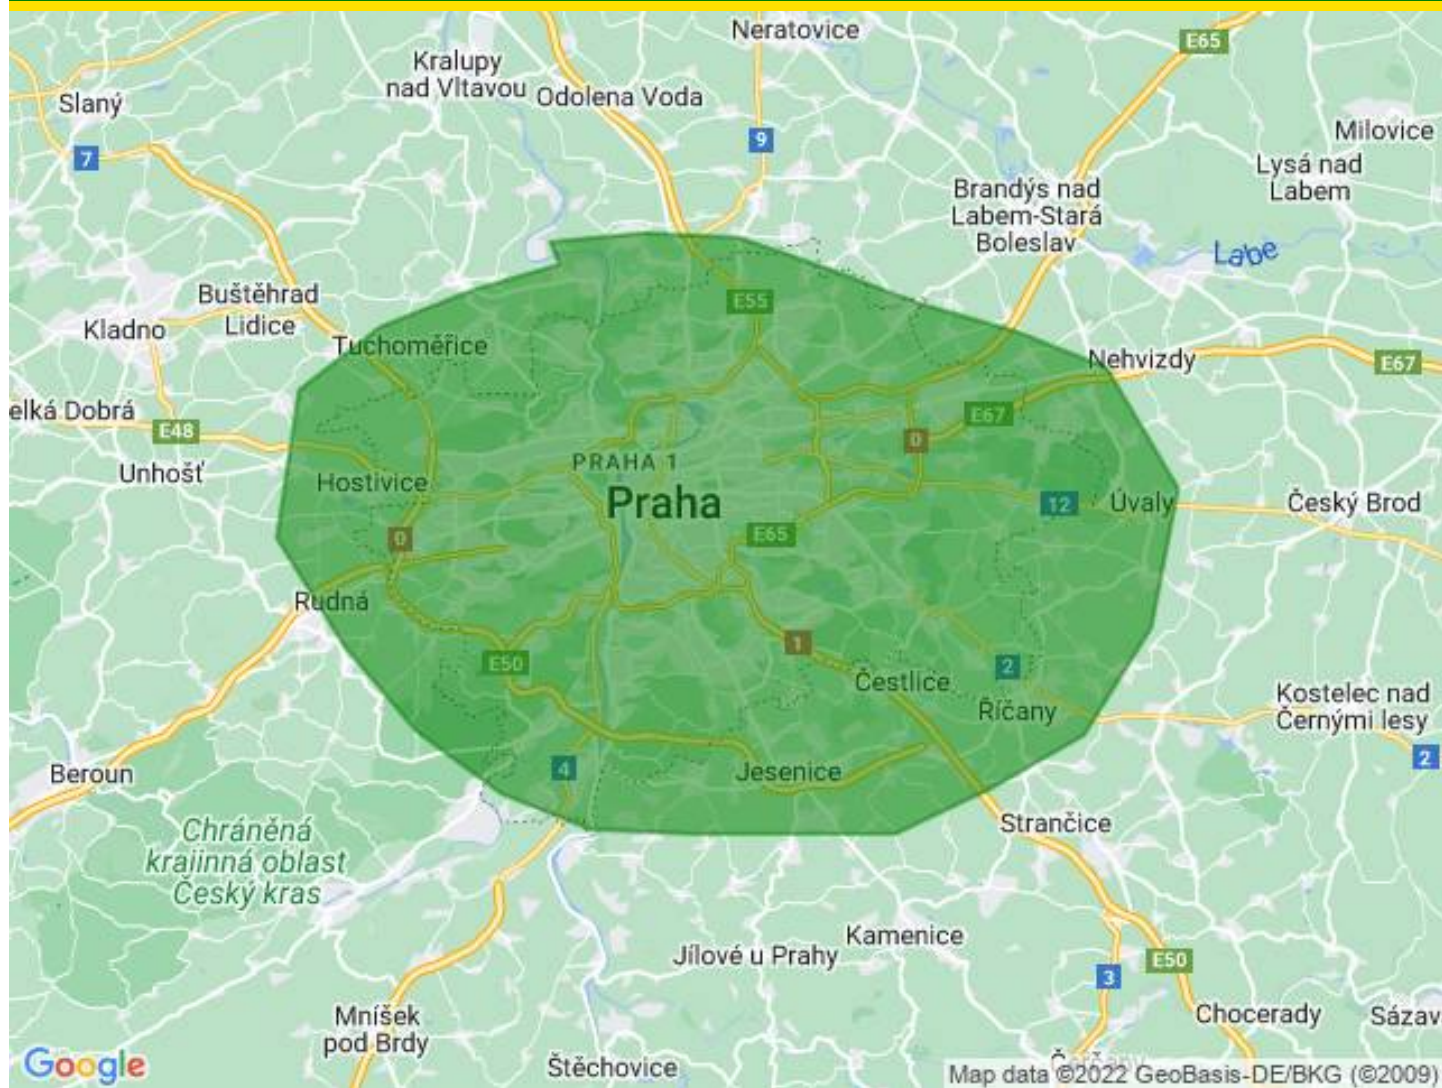 Neratovice
E65
Kralupy
nad Vltavou
Odolena Voda
Slaný
Milovice
9
7
Lysá nad
Labem
Brandýs nad
Labem-Stará
Boleslav
Labe
Buštěhrad
Lidice
E55
Kladno
Tuchoměřice
Nehvizdy
E67
elká Dobrá
E67
E48
0
PRAHA 1
Unhošť
Hostivice
Praha
12
Úvaly
Český Brod
0
E65
Rudná
1
E50
2
Čestlice
Říčany
Kostelec nad
Černými lesy
2
Beroun
4
Jesenice
Strančice
Chráněná
krajinná oblast
Český kras
Kamenice
Jílové u Prahy
E50
3
Mníšek
pod Brdy
Chocerady
Sázav
Štěchovice
Čerčany
Google
Map data ©2022 GeoBasis-DE/BKG (©2009)